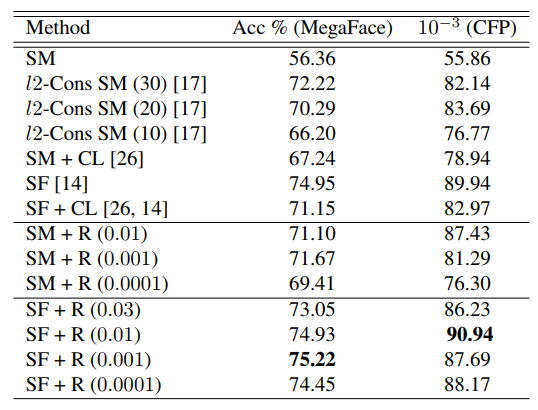 Method Acc % (MegaFace) 10⁻³ (CFP)
SM 56.36 55.86
l2-Cons SM (30) [17] 72.22 82.14
l2-Cons SM (20) [17] 70.29 83.69
l2-Cons SM (10) [17] 66.20 76.77
SM + CL [26] 67.24 78.94
SF [14] 74.95 89.94
SF + CL [26, 14] 71.15 82.97
SM + R (0.01) 71.10 87.43
SM + R (0.001) 71.67 81.29
SM + R (0.0001) 69.41 76.30
SF + R (0.03) 73.05 86.23
SF + R (0.01) 74.93 90.94
SF + R (0.001) 75.22 87.69
SF + R (0.0001) 74.45 88.17